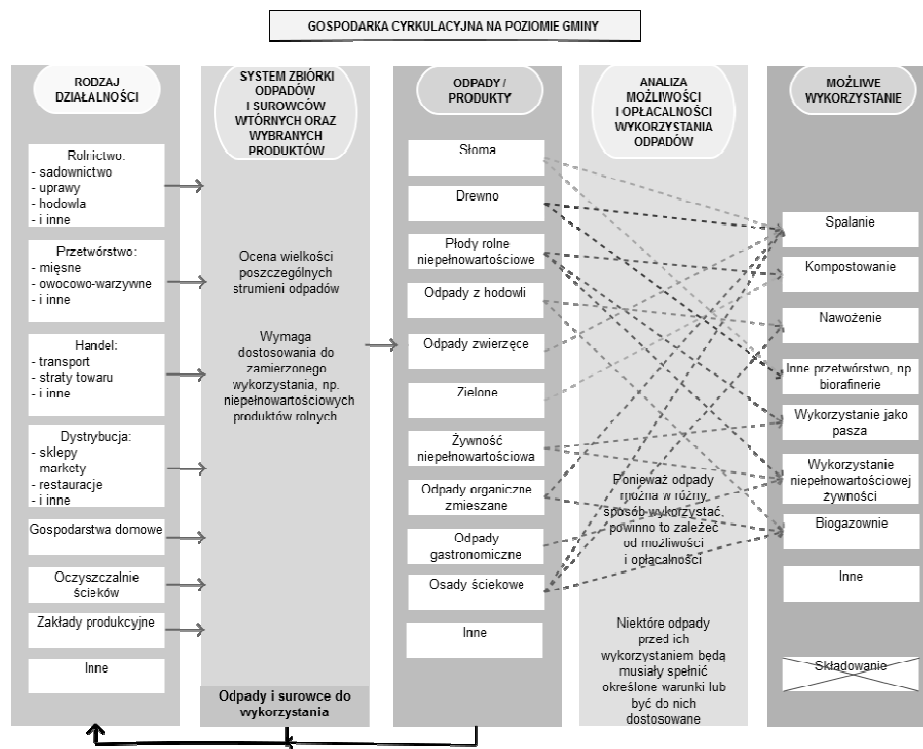 GOSPODARKA CYRKULACYJNA NA POZIOMIE GMINY
RODZAJ
DZIAŁALNOŚCI
Rolnictwo:
- sadownictwo
- uprawy
- hodowla
- i inne
Przetwórstwo:
- mięsne
- owocowo-warzywne
- i inne
Handel:
- transport
- straty towaru
- i inne
Dystrybucja:
- sklepy
markety
- restauracje
- i inne
Gospodarstwa domowe
Oczyszczalnie
ścieków
Zakłady produkcyjne
Inne
SYSTEM ZBIÓRKI
ODPADÓW
I SUROWCÓW
WTÓRNYCH ORAZ
WYBRANYCH
PRODUKTÓW
Ocena wielkości
poszczególnych
strumieni odpadów
Wymaga
dostosowania do
zamierzonego
wykorzystania, np.
niepełnowartościowych
produktów rolnych
Odpady i surowce do
wykorzystania
ODPADY /
PRODUKTY
Słoma
Drewno
Płody rolne
niepełnowartościowe
Odpady z hodowli
Odpady zwierzęce
Zielone
Żywność
niepełnowartościowa
Odpady organiczne
zmieszane
Odpady
gastronomiczne
Osady ściekowe
Inne
ANALIZA
MOŻLIWOŚCI
I OPŁACALNOŚCI
WYKORZYSTANIA
ODPADÓW
Ponieważ odpady
można w różny
sposób wykorzystać,
powinno to zależeć
od możliwości
i opłacalności
Niektóre odpady
przed ich
wykorzystaniem będą
musiały spełnić
określone warunki lub
być do nich
dostosowane
MOŻLIWE
WYKORZYSTANIE
Spalanie
Kompostowanie
Nawożenie
Inne przetwórstwo, np
biorafinerie
Wykorzystanie jako
pasza
Wykorzystanie
niepełnowartościowej
żywności
Biogazownie
Inne
Składowanie